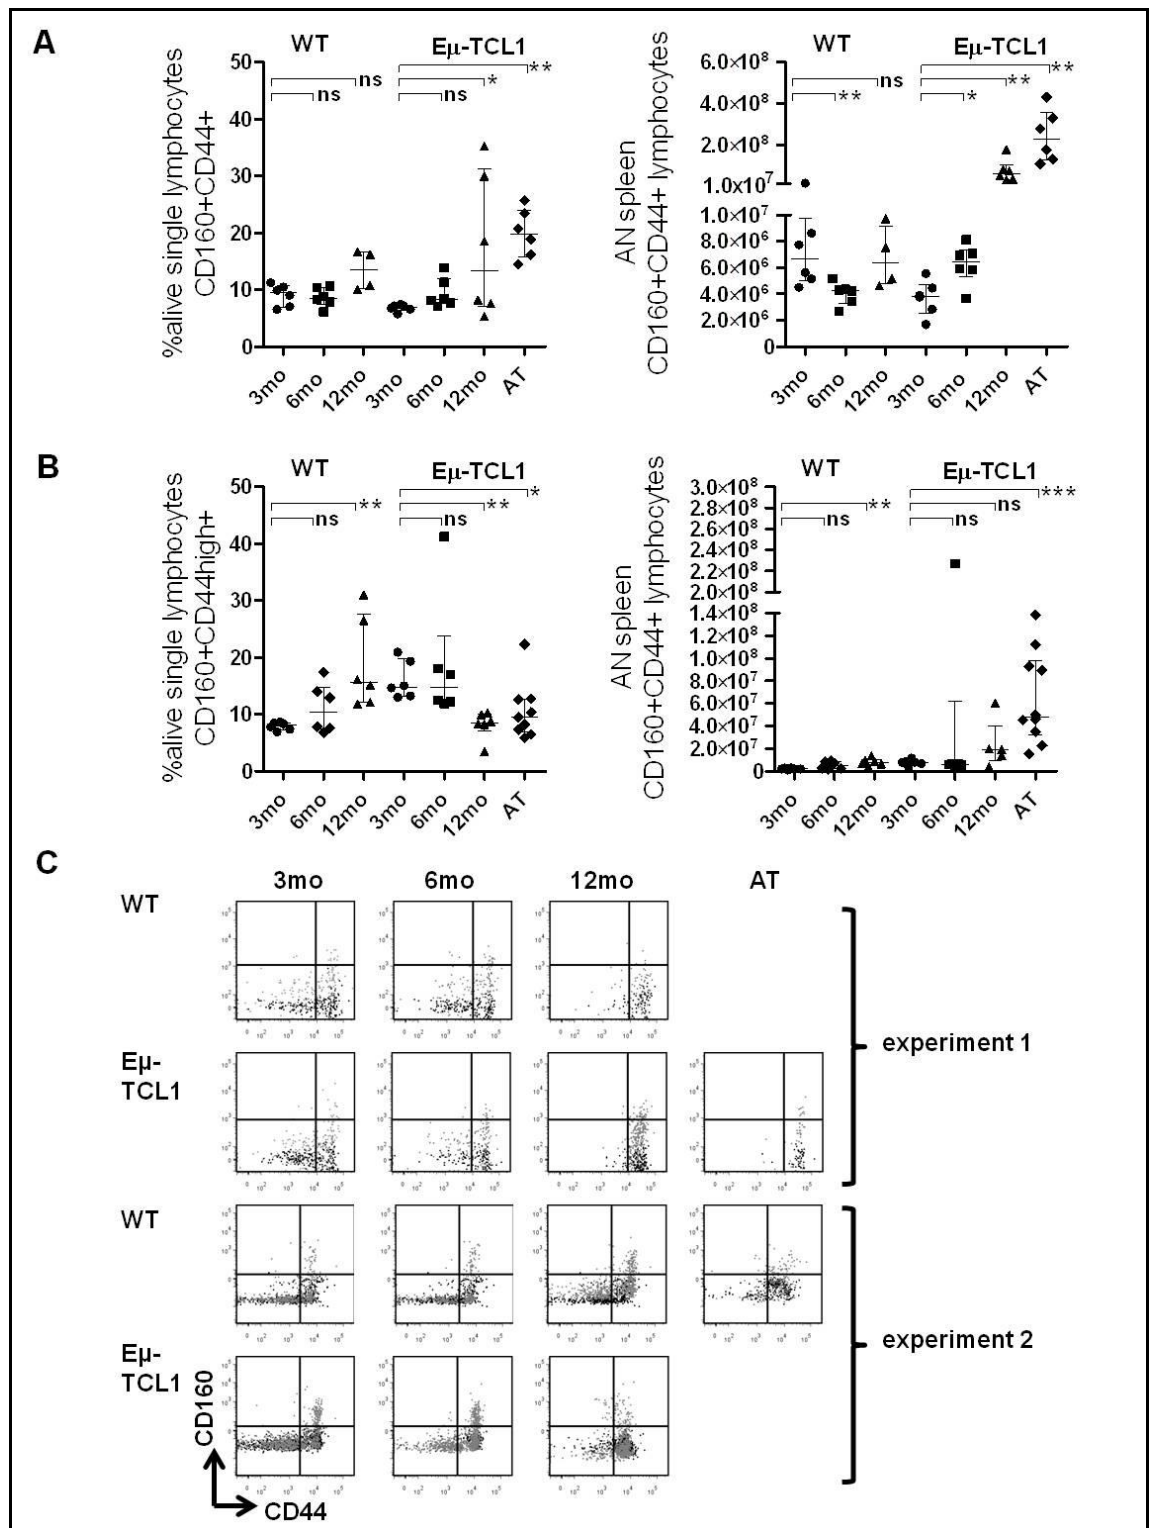 A
WT
Eµ-TCL1
%alive single lymphocytes
CD160+CD44+
50
40
30
20
10
0
ns
ns
ns
*
**
3mo
6mo
12mo
3mo
6mo
12mo
AT
WT
Eµ-TCL1
AN spleen
CD160+CD44+ lymphocytes
6.0×10⁸
4.0×10⁸
2.0×10⁸
1.0×10⁷
1.0×10⁷
8.0×10⁶
6.0×10⁶
4.0×10⁶
2.0×10⁶
0
**
ns
*
**
**
3mo
6mo
12mo
3mo
6mo
12mo
AT
B
WT
Eµ-TCL1
%alive single lymphocytes
CD160+CD44high+
50
40
30
20
10
0
ns
**
ns
**
*
3mo
6mo
12mo
3mo
6mo
12mo
AT
WT
Eµ-TCL1
AN spleen
CD160+CD44+ lymphocytes
3.0×10⁸
2.8×10⁸
2.6×10⁸
2.4×10⁸
2.2×10⁸
2.0×10⁸
1.4×10⁸
1.2×10⁸
1.0×10⁸
8.0×10⁷
6.0×10⁷
4.0×10⁷
2.0×10⁷
0
ns
**
ns
ns
***
3mo
6mo
12mo
3mo
6mo
12mo
AT
C
3mo 6mo 12mo AT
WT
Eµ-
TCL1
experiment 1
WT
Eµ-
TCL1
experiment 2
CD160
CD44